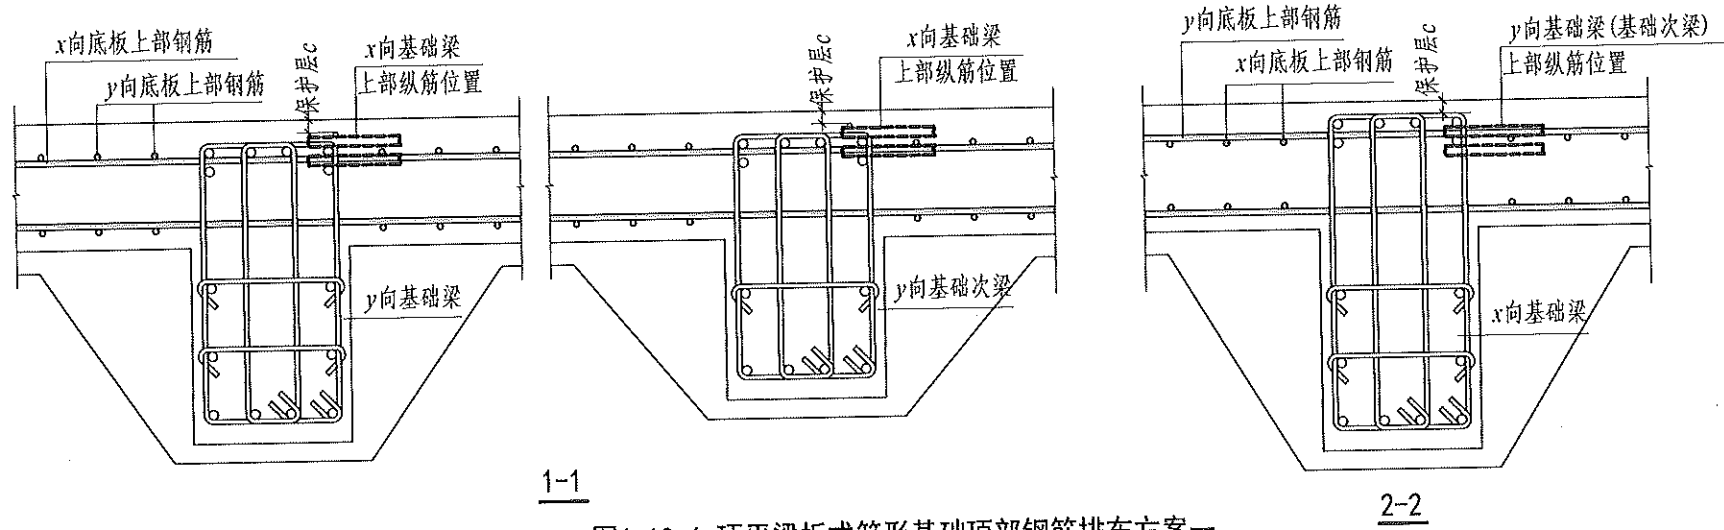 x向底板上部钢筋
y向底板上部钢筋
保护层c
x向基础梁
上部纵筋位置
y向基础梁
保护层c
x向基础梁
上部纵筋位置
y向基础次梁
1-1
y向底板上部钢筋
x向底板上部钢筋
保护层c
y向基础梁(基础次梁)
上部纵筋位置
x向基础梁
2-2